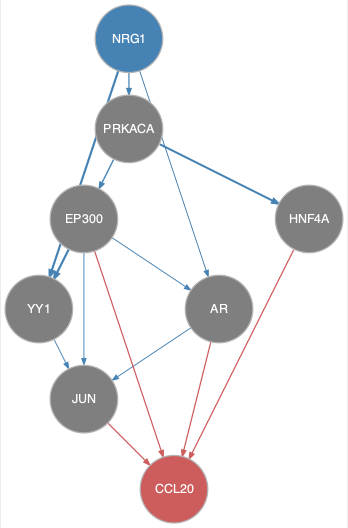 NRG1
PRKACA
EP300
HNF4A
YY1
AR
JUN
CCL20